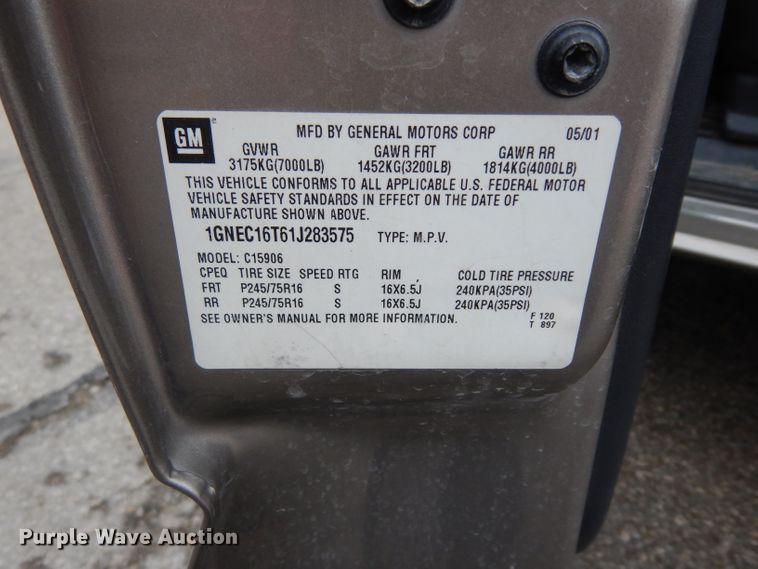 GM MFD BY GENERAL MOTORS CORP 05/01
GVWR GAWR FRT GAWR RR
3175KG(7000LB) 1452KG(3200LB) 1814KG(4000LB)
THIS VEHICLE CONFORMS TO ALL APPLICABLE U.S. FEDERAL MOTOR
VEHICLE SAFETY STANDARDS IN EFFECT ON THE DATE OF
MANUFACTURE SHOWN ABOVE.
1GNEC16T61J283575 TYPE: M.P.V.
MODEL: C15906
CPEQ TIRE SIZE SPEED RTG RIM COLD TIRE PRESSURE
FRT P245/75R16 S 16X6.5J 240KPA(35PSI)
RR P245/75R16 S 16X6.5J 240KPA(35PSI)
SEE OWNER'S MANUAL FOR MORE INFORMATION.
F 120
T 897
Purple Wave Auction